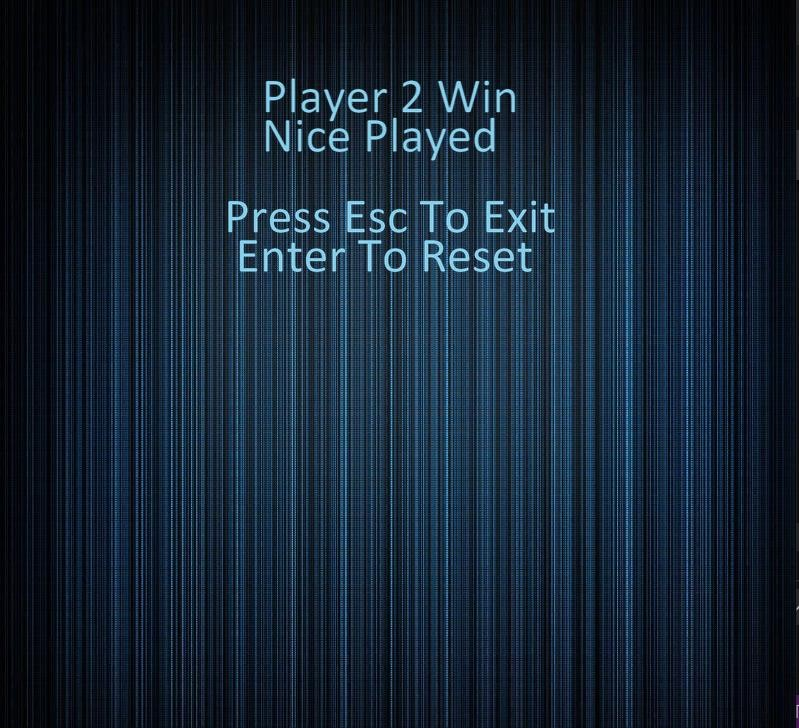 Player 2 Win
Nice Played
Press Esc To Exit
Enter To Reset